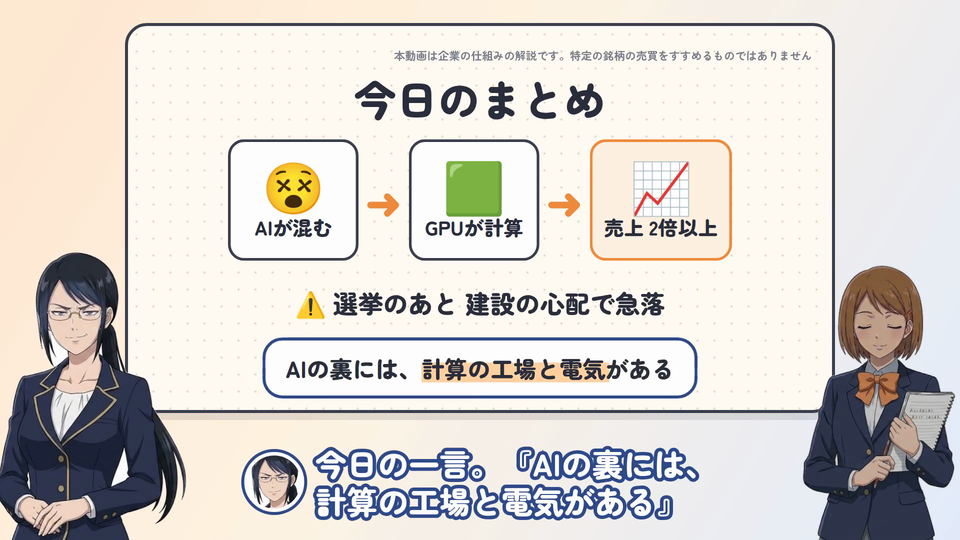 本動画は企業の仕組みの解説です。特定の銘柄の売買をすすめるものではありません
今日のまとめ
AIが混む
GPUが計算
売上 2倍以上
選挙のあと 建設の心配で急落
AIの裏には、計算の工場と電気がある
今日の一言。『AIの裏には、
計算の工場と電気がある』